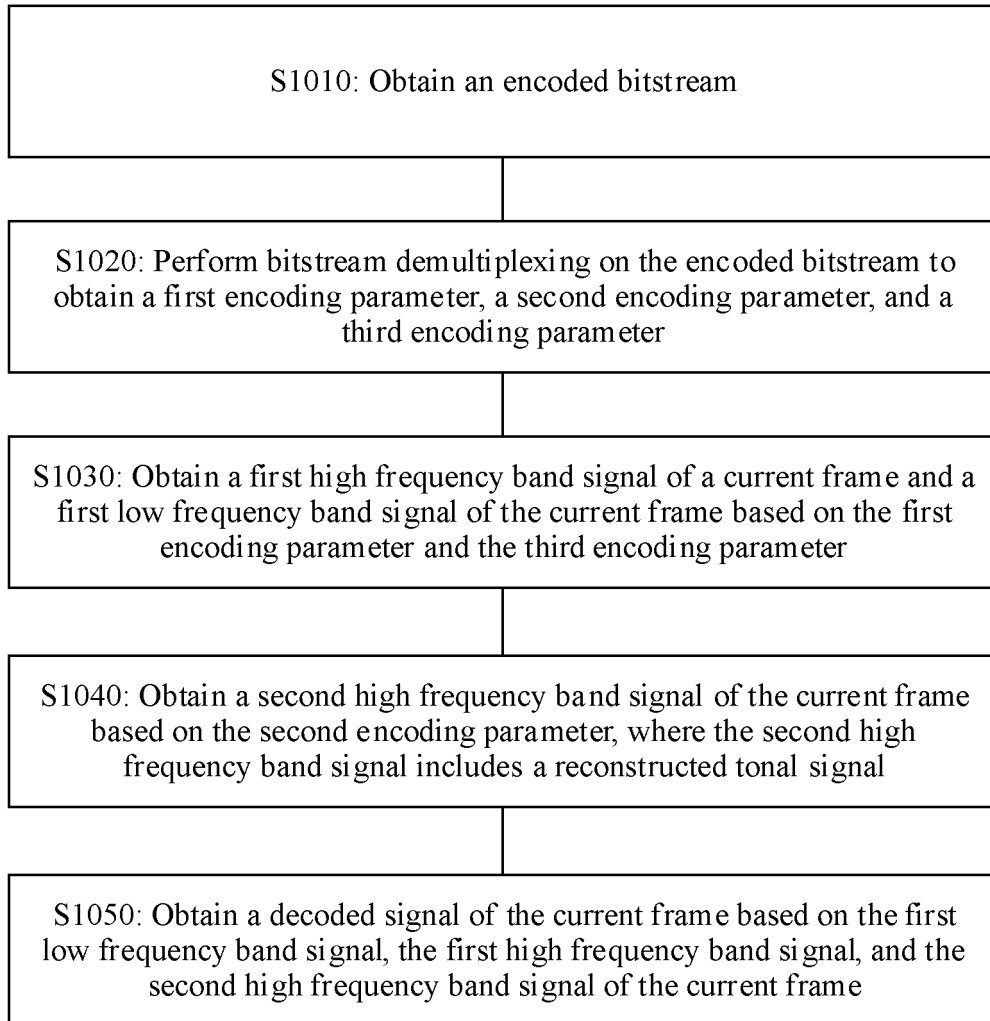 S1010: Obtain an encoded bitstream
S1020: Perform bitstream demultiplexing on the encoded bitstream to
obtain a first encoding parameter, a second encoding parameter, and a
third encoding parameter
S1030: Obtain a first high frequency band signal of a current frame and a
first low frequency band signal of the current frame based on the first
encoding parameter and the third encoding parameter
S1040: Obtain a second high frequency band signal of the current frame
based on the second encoding parameter, where the second high
frequency band signal includes a reconstructed tonal signal
S1050: Obtain a decoded signal of the current frame based on the first
low frequency band signal, the first high frequency band signal, and the
second high frequency band signal of the current frame